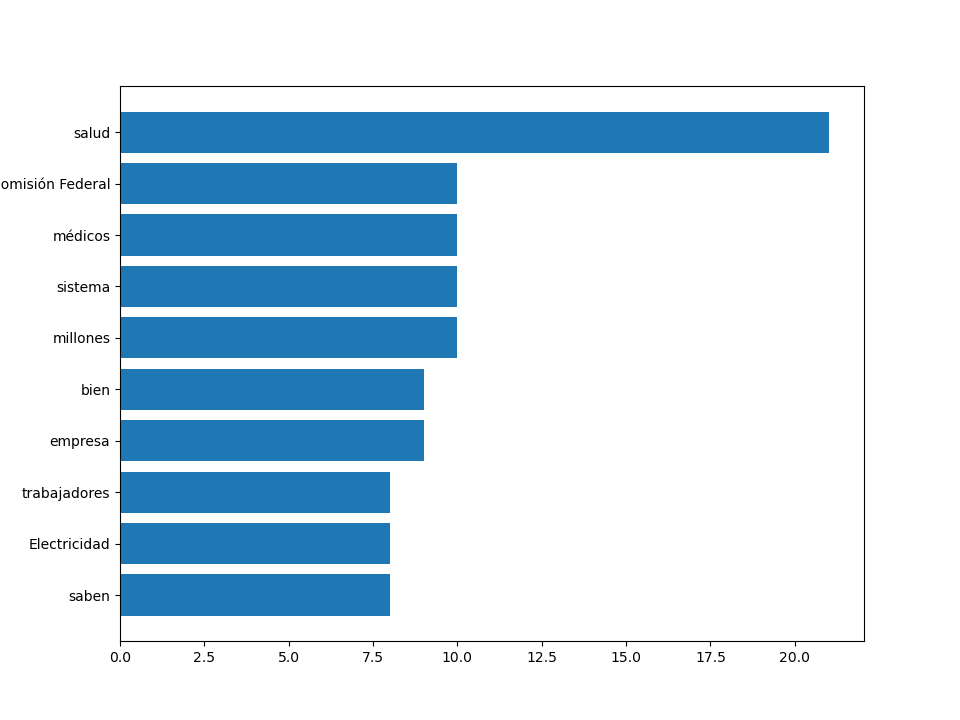 salud
omisión Federal
médicos
sistema
millones
bien
empresa
trabajadores
Electricidad
saben
0.0 2.5 5.0 7.5 10.0 12.5 15.0 17.5 20.0